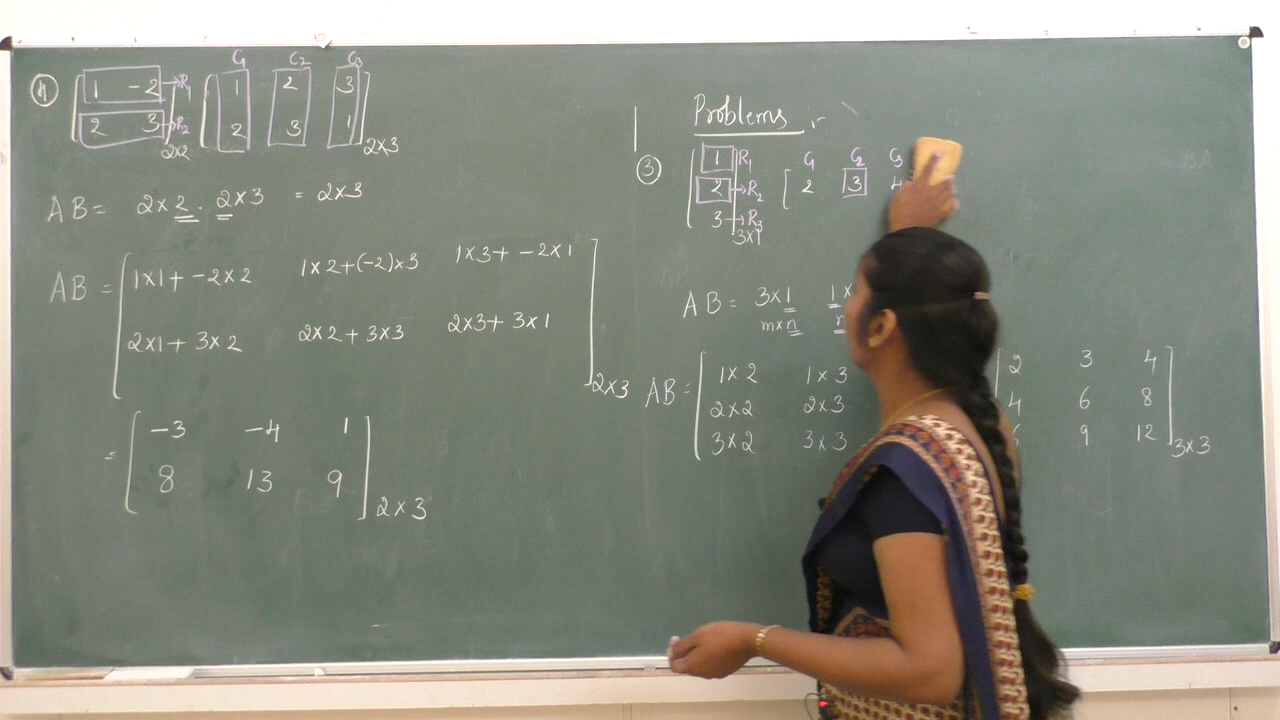 C1 C2 C3
4 [ 1 -2 → R1 [ 1 2 3 ]
2 3 → R2 ] 2x2 2 3 1 ] 2x3
AB = 2x2 . 2x3 = 2x3
AB = [ 1x1+-2x2 1x2+(-2)x3 1x3+-2x1
2x1+3x2 2x2+3x3 2x3+3x1 ] 2x3
= [ -3 -4 1
8 13 9 ] 2x3
Problems :-
C1 C2 C3
3 [ 1 R1
2 → R2 [ 2 3 4
3 → R3 ] 3x1
AB = 3x1 1x
mxn n
AB = [ 1x2 1x3 [ 2 3 4
2x2 2x3 4 6 8
3x2 3x3 9 12 ] 3x3
BA